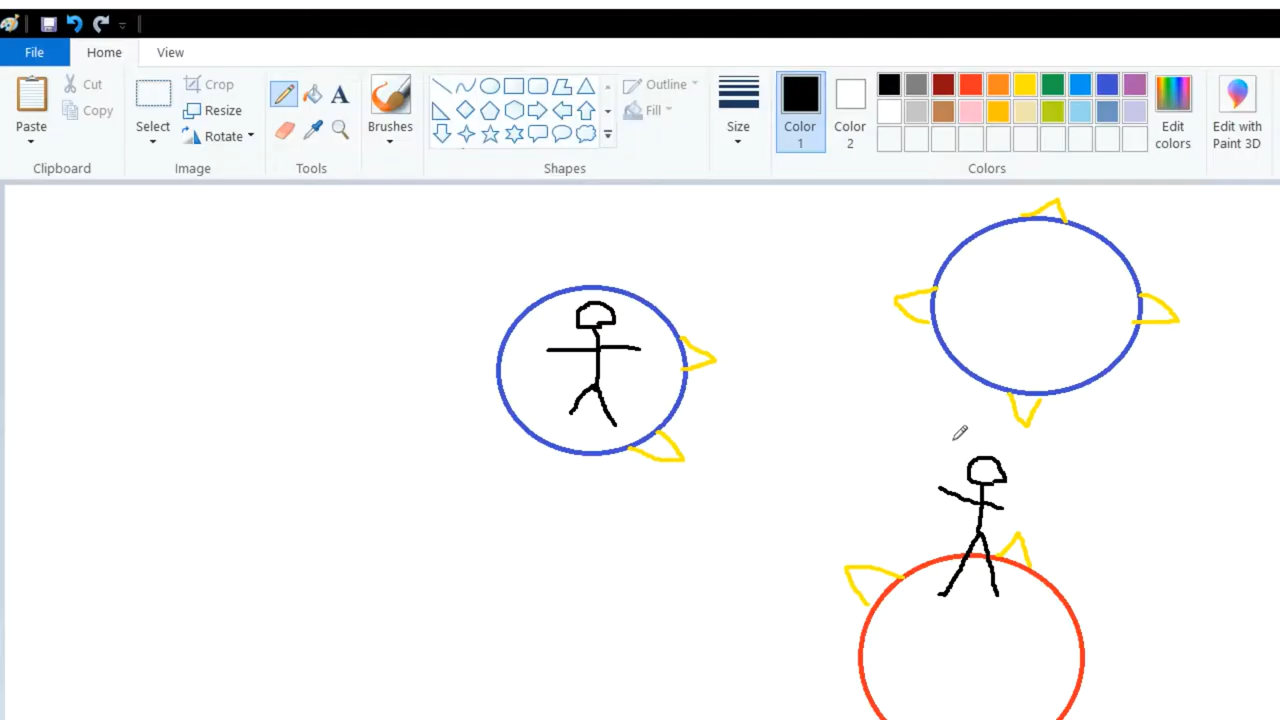 File Home View
Cut Crop Outline
Copy Resize Fill
Rotate
Paste Select Brushes Size Color 1 Color 2 Edit colors Edit with Paint 3D
Clipboard Image Tools Shapes Colors